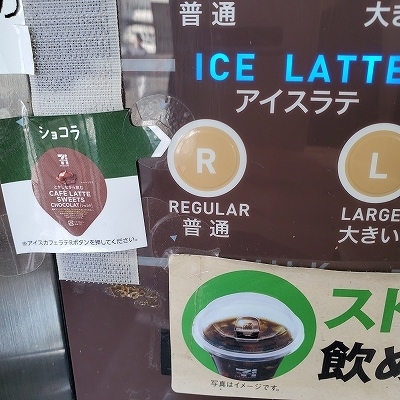 普通
大き
ICE LATTE
アイスラテ
ショコラ
CAFÉ LATTE
SWEETS
CHOCOLAT
※アイスカフェラテRボタンを押してください。
R
REGULAR
普通
L
LARGE
大きい
スト
飲め
写真はイメージです。